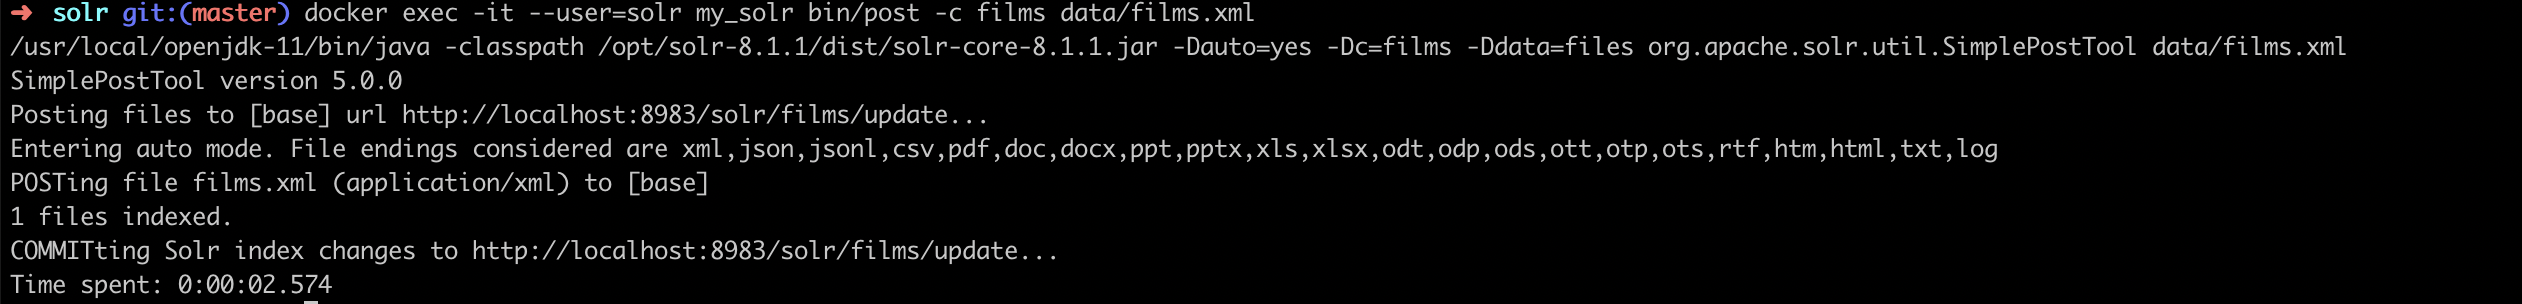 ➜ solr git:(master) docker exec -it --user=solr my_solr bin/post -c films data/films.xml
/usr/local/openjdk-11/bin/java -classpath /opt/solr-8.1.1/dist/solr-core-8.1.1.jar -Dauto=yes -Dc=films -Ddata=files org.apache.solr.util.SimplePostTool data/films.xml
SimplePostTool version 5.0.0
Posting files to [base] url http://localhost:8983/solr/films/update...
Entering auto mode. File endings considered are xml,json,jsonl,csv,pdf,doc,docx,ppt,pptx,xls,xlsx,odt,odp,ods,ott,otp,ots,rtf,htm,html,txt,log
POSTing file films.xml (application/xml) to [base]
1 files indexed.
COMMITting Solr index changes to http://localhost:8983/solr/films/update...
Time spent: 0:00:02.574